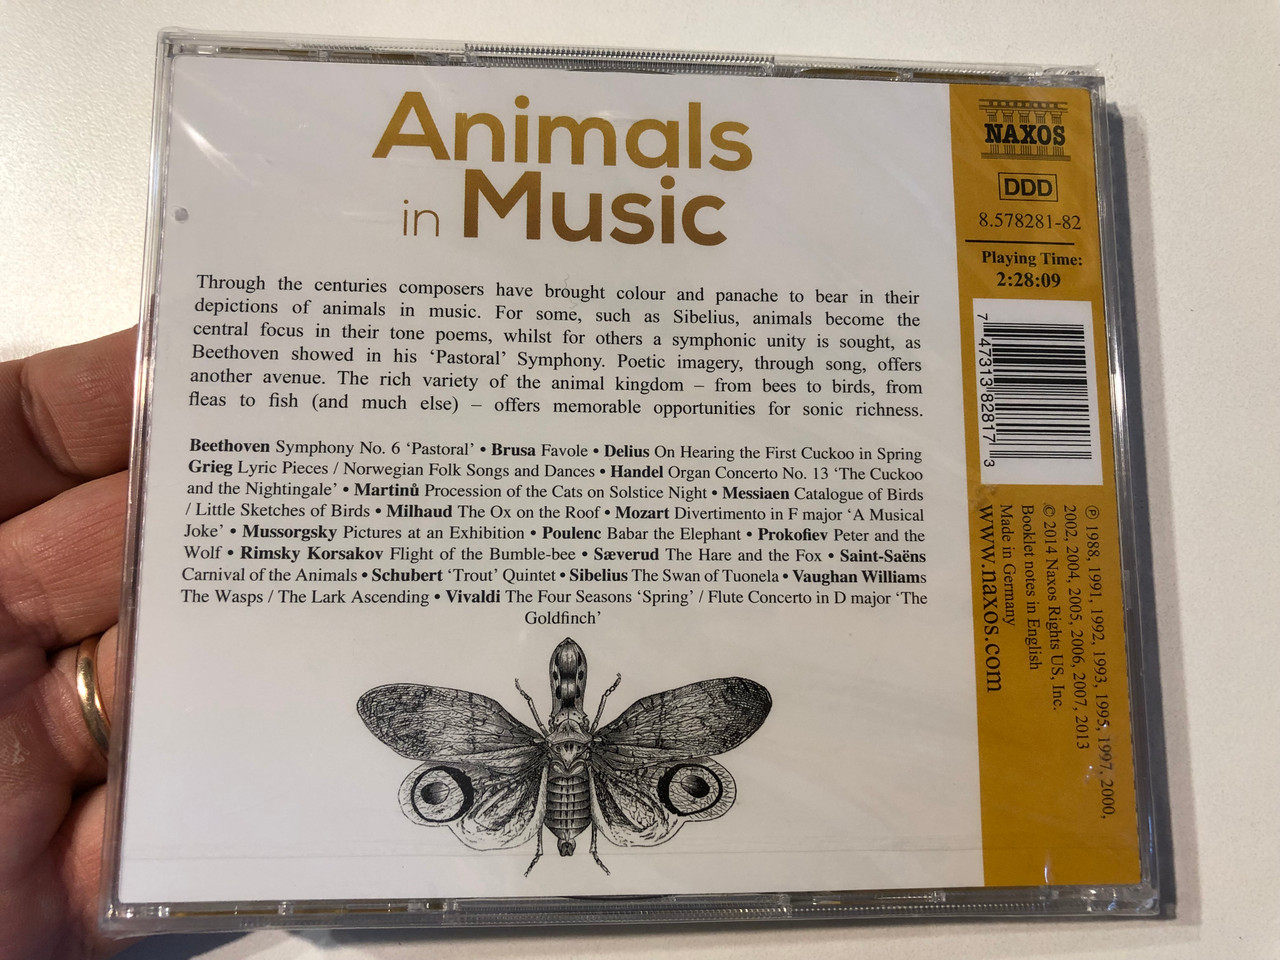 Animals
in Music
Through the centuries composers have brought colour and panache to bear in their
depictions of animals in music. For some, such as Sibelius, animals become the
central focus in their tone poems, whilst for others a symphonic unity is sought, as
Beethoven showed in his ‘Pastoral’ Symphony. Poetic imagery, through song, offers
another avenue. The rich variety of the animal kingdom – from bees to birds, from
fleas to fish (and much else) – offers memorable opportunities for sonic richness.
Beethoven Symphony No. 6 ‘Pastoral’ • Brusa Favole • Delius On Hearing the First Cuckoo in Spring
Grieg Lyric Pieces / Norwegian Folk Songs and Dances • Handel Organ Concerto No. 13 ‘The Cuckoo
and the Nightingale’ • Martinů Procession of the Cats on Solstice Night • Messiaen Catalogue of Birds
/ Little Sketches of Birds • Milhaud The Ox on the Roof • Mozart Divertimento in F major ‘A Musical
Joke’ • Mussorgsky Pictures at an Exhibition • Poulenc Babar the Elephant • Prokofiev Peter and the
Wolf • Rimsky Korsakov Flight of the Bumble-bee • Sæverud The Hare and the Fox • Saint-Saëns
Carnival of the Animals • Schubert ‘Trout’ Quintet • Sibelius The Swan of Tuonela • Vaughan Williams
The Wasps / The Lark Ascending • Vivaldi The Four Seasons ‘Spring’ / Flute Concerto in D major ‘The
Goldfinch’
NAXOS
DDD
8.578281-82
Playing Time:
2:28:09
7 47313 82817 3
℗ 1988, 1991, 1992, 1993, 1995, 1997, 2000,
2002, 2004, 2005, 2006, 2007, 2013
© 2014 Naxos Rights US, Inc.
Booklet notes in English
Made in Germany
www.naxos.com